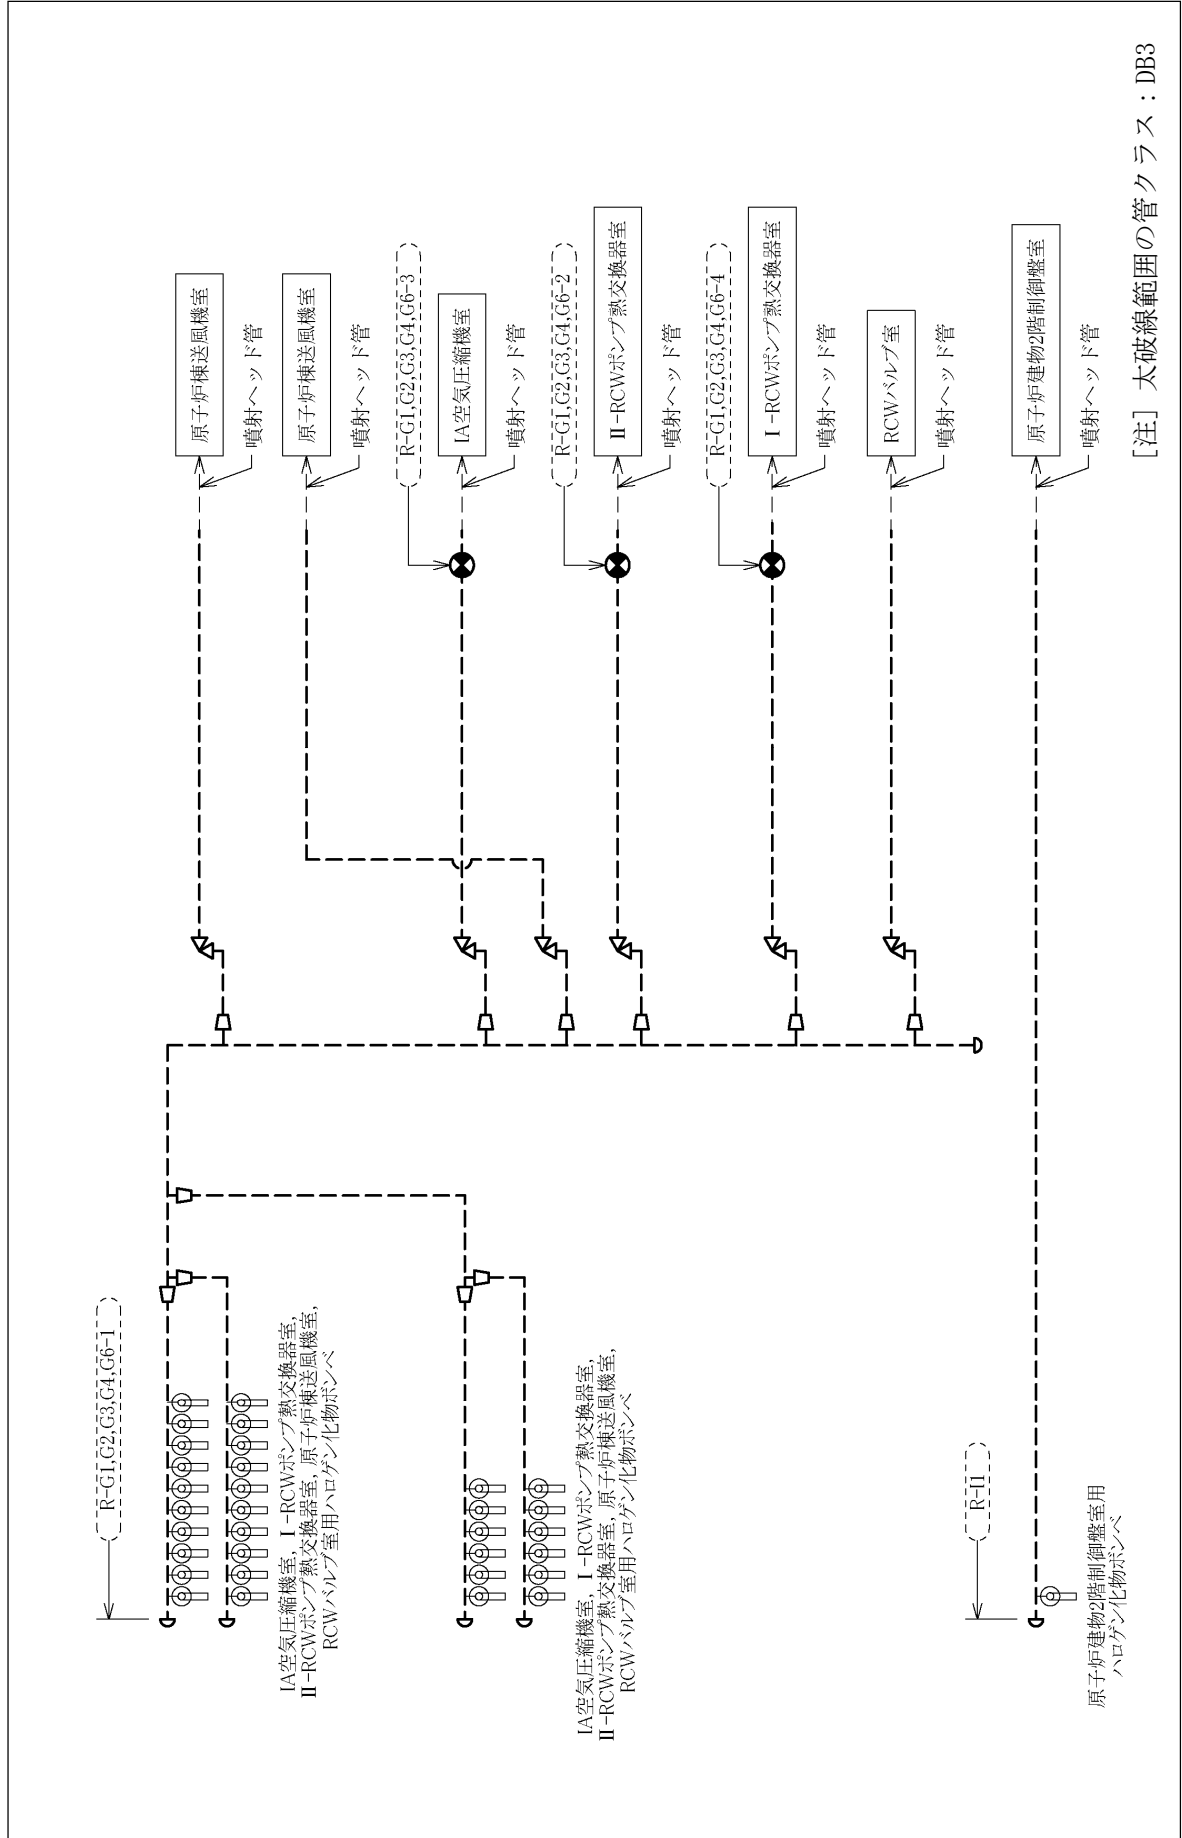 R-G1,G2,G3,G4,G6-1
IA空気圧縮機室, Ⅰ-RCWポンプ熱交換器室,
Ⅱ-RCWポンプ熱交換器室, 原子炉棟送風機室,
RCWバルブ室用ハロゲン化物ボンベ
IA空気圧縮機室, Ⅰ-RCWポンプ熱交換器室,
Ⅱ-RCWポンプ熱交換器室, 原子炉棟送風機室,
RCWバルブ室用ハロゲン化物ボンベ
R-I1
原子炉建物2階制御盤室用
ハロゲン化物ボンベ
原子炉棟送風機室
噴射ヘッド管
原子炉棟送風機室
噴射ヘッド管
R-G1,G2,G3,G4,G6-3
IA空気圧縮機室
噴射ヘッド管
R-G1,G2,G3,G4,G6-2
Ⅱ-RCWポンプ熱交換器室
噴射ヘッド管
R-G1,G2,G3,G4,G6-4
Ⅰ-RCWポンプ熱交換器室
噴射ヘッド管
RCWバルブ室
噴射ヘッド管
原子炉建物2階制御盤室
噴射ヘッド管
[注] 太破線範囲の管クラス：DB3